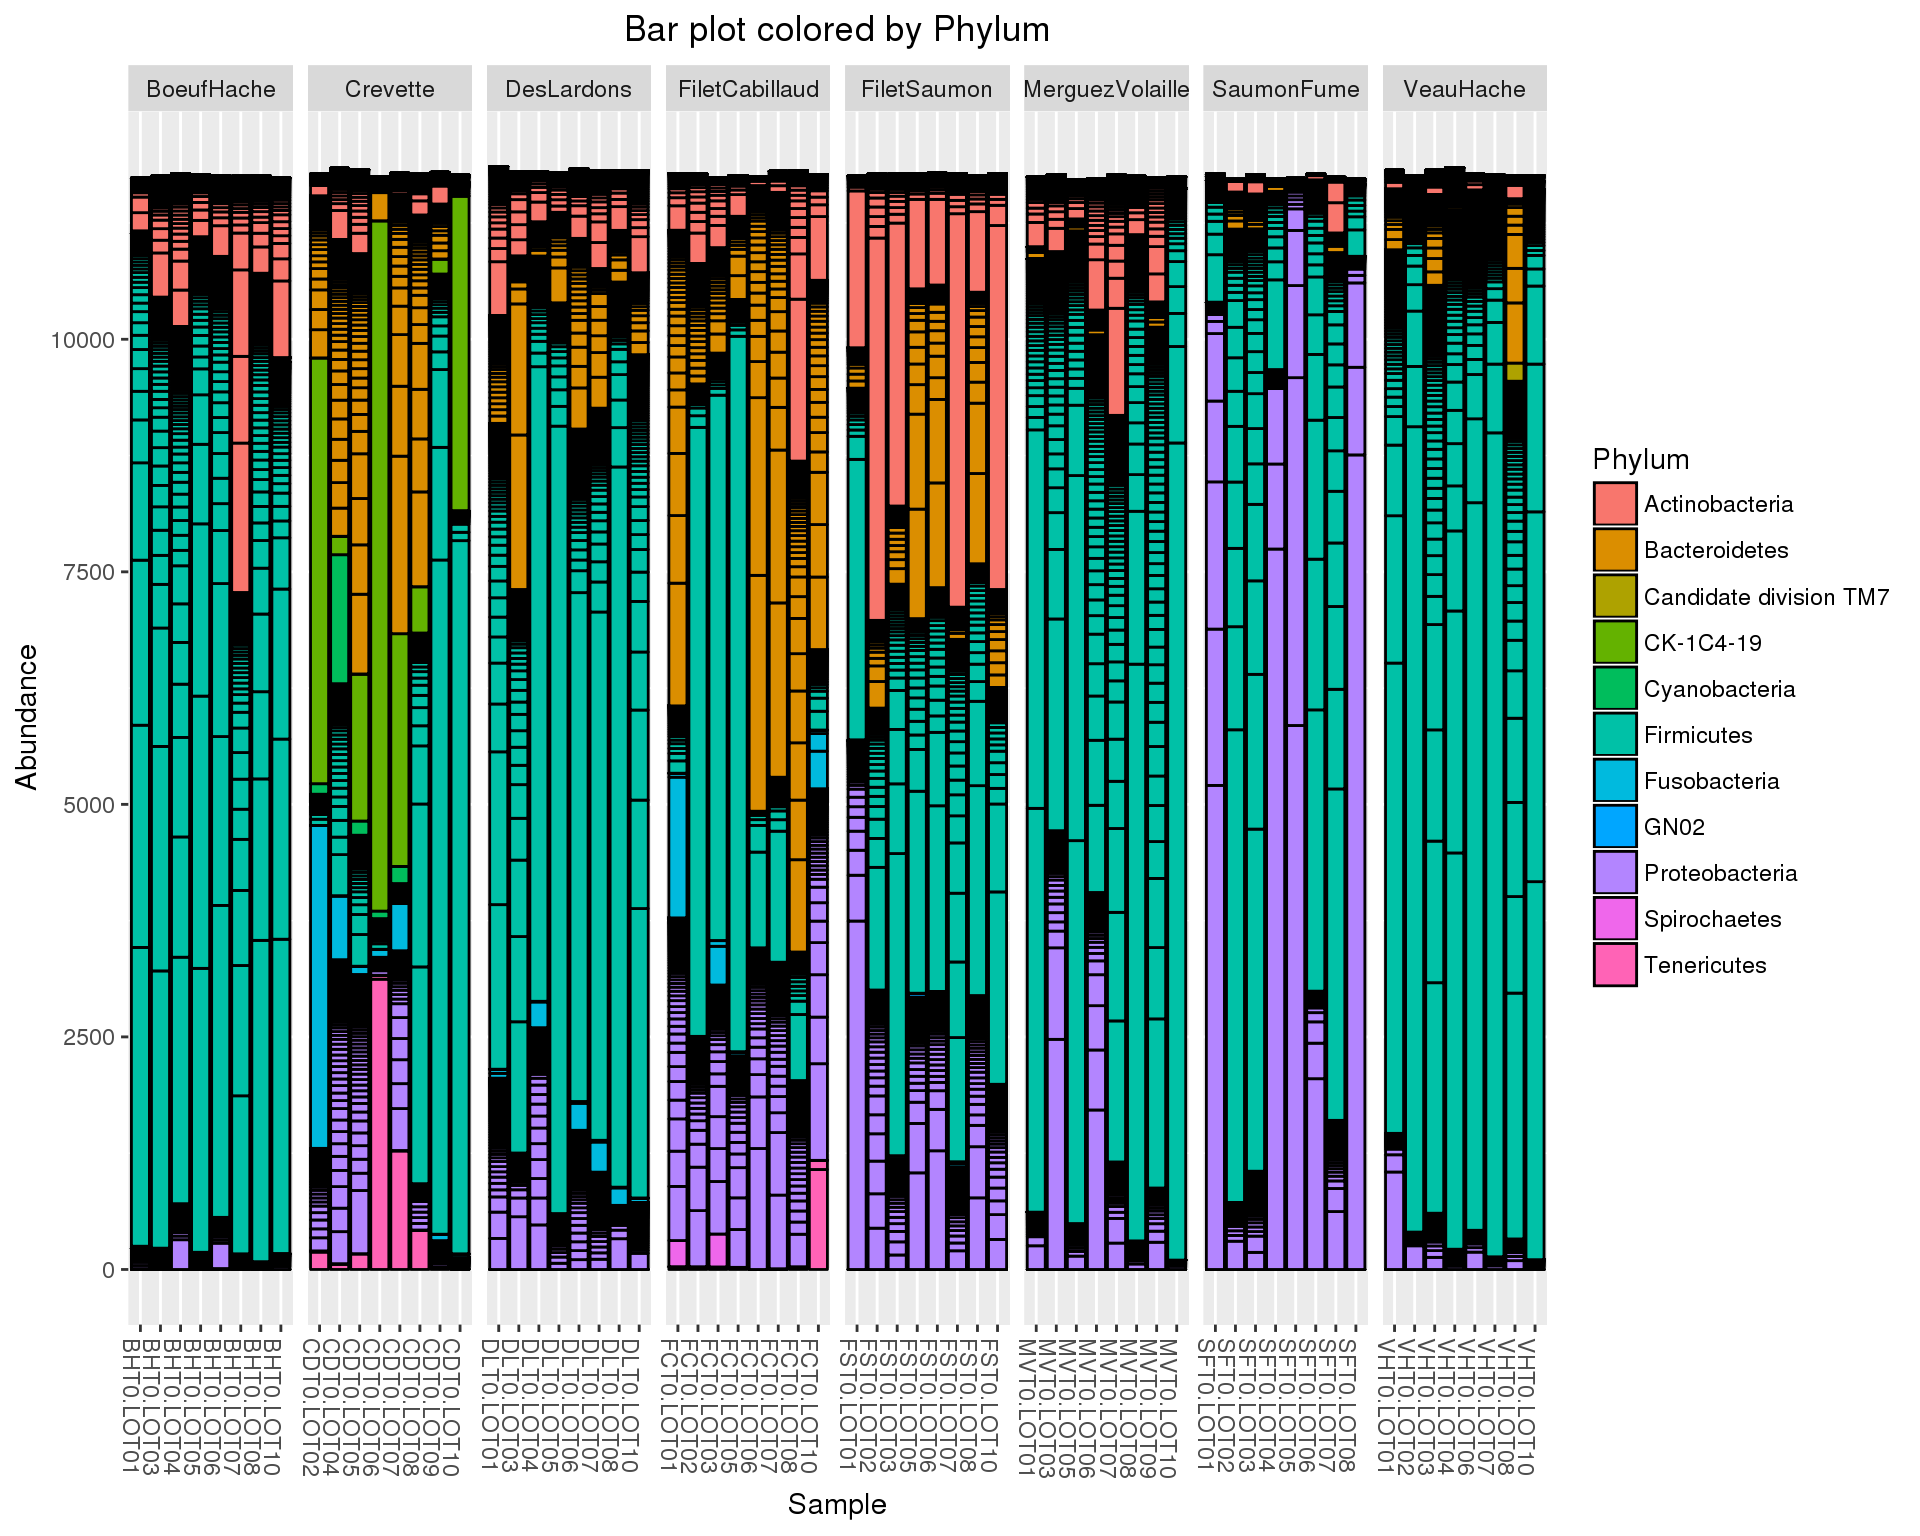 Bar plot colored by Phylum
BoeufHache Crevette DesLardons FiletCabillaud FiletSaumon MerguezVolaille SaumonFume VeauHache
Abundance
10000
7500
5000
2500
0
BHT0.LOT01 BHT0.LOT03 BHT0.LOT04 BHT0.LOT05 BHT0.LOT06 BHT0.LOT07 BHT0.LOT08 BHT0.LOT10
CDT0.LOT02 CDT0.LOT04 CDT0.LOT05 CDT0.LOT06 CDT0.LOT07 CDT0.LOT08 CDT0.LOT09 CDT0.LOT10
DLT0.LOT01 DLT0.LOT03 DLT0.LOT04 DLT0.LOT05 DLT0.LOT06 DLT0.LOT07 DLT0.LOT08 DLT0.LOT10
FCT0.LOT01 FCT0.LOT02 FCT0.LOT03 FCT0.LOT05 FCT0.LOT06 FCT0.LOT07 FCT0.LOT08 FCT0.LOT10
FST0.LOT01 FST0.LOT02 FST0.LOT03 FST0.LOT05 FST0.LOT06 FST0.LOT07 FST0.LOT08 FST0.LOT10
MVT0.LOT01 MVT0.LOT03 MVT0.LOT05 MVT0.LOT06 MVT0.LOT07 MVT0.LOT08 MVT0.LOT09 MVT0.LOT10
SFT0.LOT01 SFT0.LOT02 SFT0.LOT03 SFT0.LOT04 SFT0.LOT05 SFT0.LOT06 SFT0.LOT07 SFT0.LOT08
VHT0.LOT01 VHT0.LOT02 VHT0.LOT03 VHT0.LOT04 VHT0.LOT06 VHT0.LOT07 VHT0.LOT08 VHT0.LOT10
Sample
Phylum
Actinobacteria
Bacteroidetes
Candidate division TM7
CK-1C4-19
Cyanobacteria
Firmicutes
Fusobacteria
GN02
Proteobacteria
Spirochaetes
Tenericutes